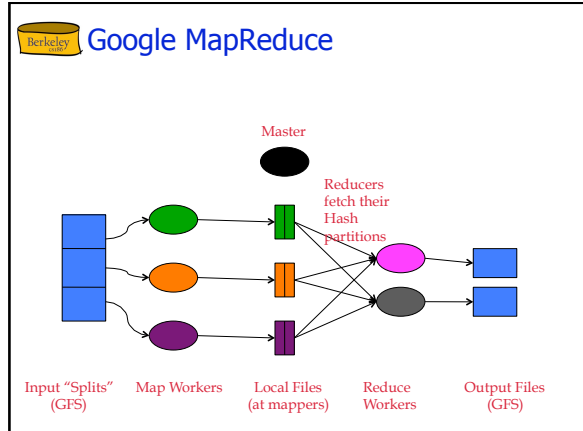 Berkeley
cs186
Google MapReduce
Master
Reducers
fetch their
Hash
partitions
Input “Splits”
(GFS)
Map Workers
Local Files
(at mappers)
Reduce
Workers
Output Files
(GFS)